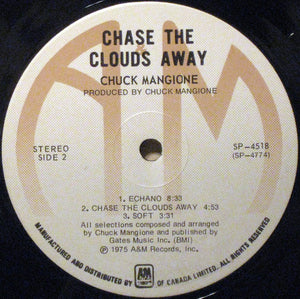 CHASE THE
CLOUDS AWAY
CHUCK MANGIONE
PRODUCED BY CHUCK MANGIONE
STEREO
SIDE 2
SP-4518
(SP-4774)
1. ECHANO 8:33
2. CHASE THE CLOUDS AWAY 4:53
3. SOFT 3:31
All selections composed and arranged
by Chuck Mangione and published by
Gates Music Inc. (BMI)
℗ 1975 A&M Records, Inc.
MANUFACTURED AND DISTRIBUTED BY A&M RECORDS OF CANADA LIMITED. ALL RIGHTS RESERVED.